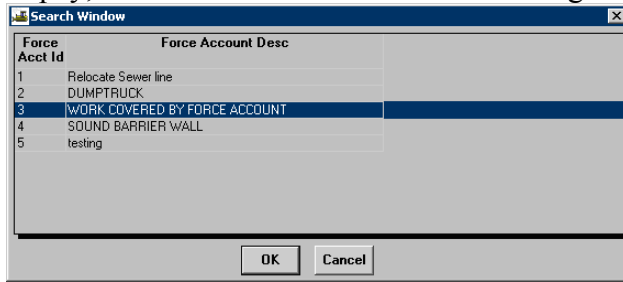 Search Window
Force Acct Id Force Account Desc
1 Relocate Sewer line
2 DUMPTRUCK
3 WORK COVERED BY FORCE ACCOUNT
4 SOUND BARRIER WALL
5 testing
OK Cancel